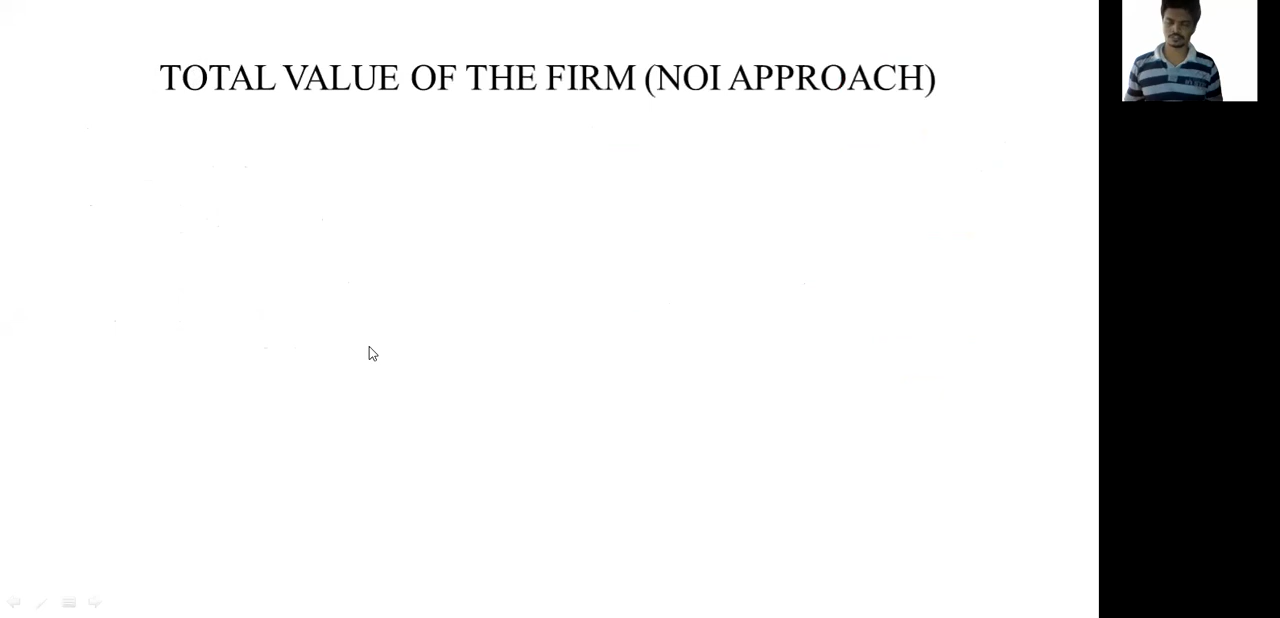 TOTAL VALUE OF THE FIRM (NOI APPROACH)